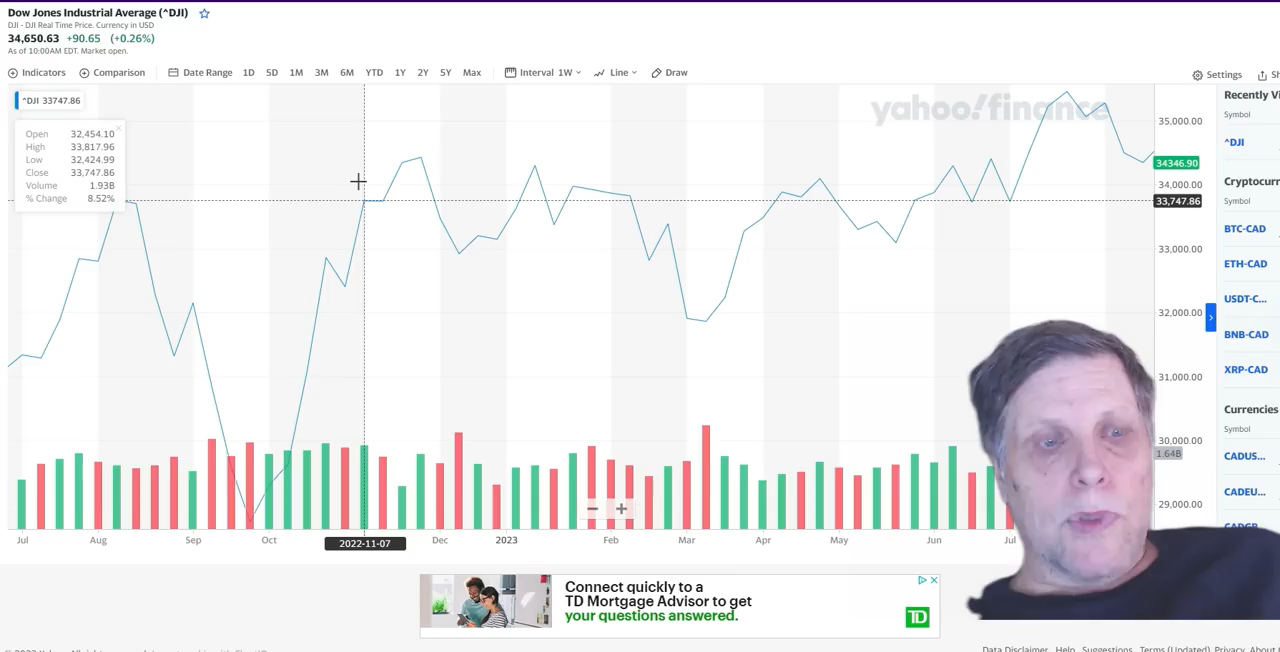 Dow Jones Industrial Average (^DJI)
DJI - DJI Real Time Price. Currency in USD
34,650.63 +90.65 (+0.26%)
As of 10:00AM EDT. Market open.
Indicators Comparison Date Range 1D 5D 1M 3M 6M YTD 1Y 2Y 5Y Max Interval 1W Line Draw Settings
^DJI 33747.86
yahoo!finance
Open 32,454.10
High 33,817.96
Low 32,424.99
Close 33,747.86
Volume 1.93B
% Change 8.52%
35,000.00
34346.90
34,000.00
33,747.86
33,000.00
32,000.00
31,000.00
30,000.00
1.64B
29,000.00
Jul Aug Sep Oct 2022-11-07 Dec 2023 Feb Mar Apr May Jun Jul
Recently Vi
Symbol
^DJI
Cryptocurr
Symbol
BTC-CAD
ETH-CAD
USDT-C...
BNB-CAD
XRP-CAD
Currencies
Symbol
CADUS...
CADEU...
Connect quickly to a
TD Mortgage Advisor to get
your questions answered.
TD
Data Disclaimer Help Suggestions Terms (Updated) Privacy